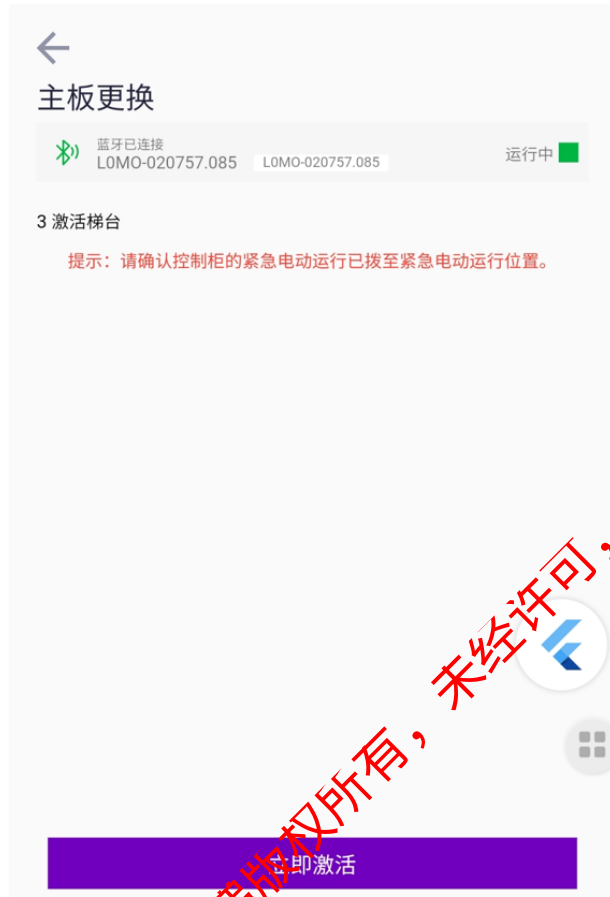 主板更换
蓝牙已连接
L0MO-020757.085 L0MO-020757.085 运行中
3 激活梯台
提示：请确认控制柜的紧急电动运行已拨至紧急电动运行位置。
版权所有，未经许可，
立即激活